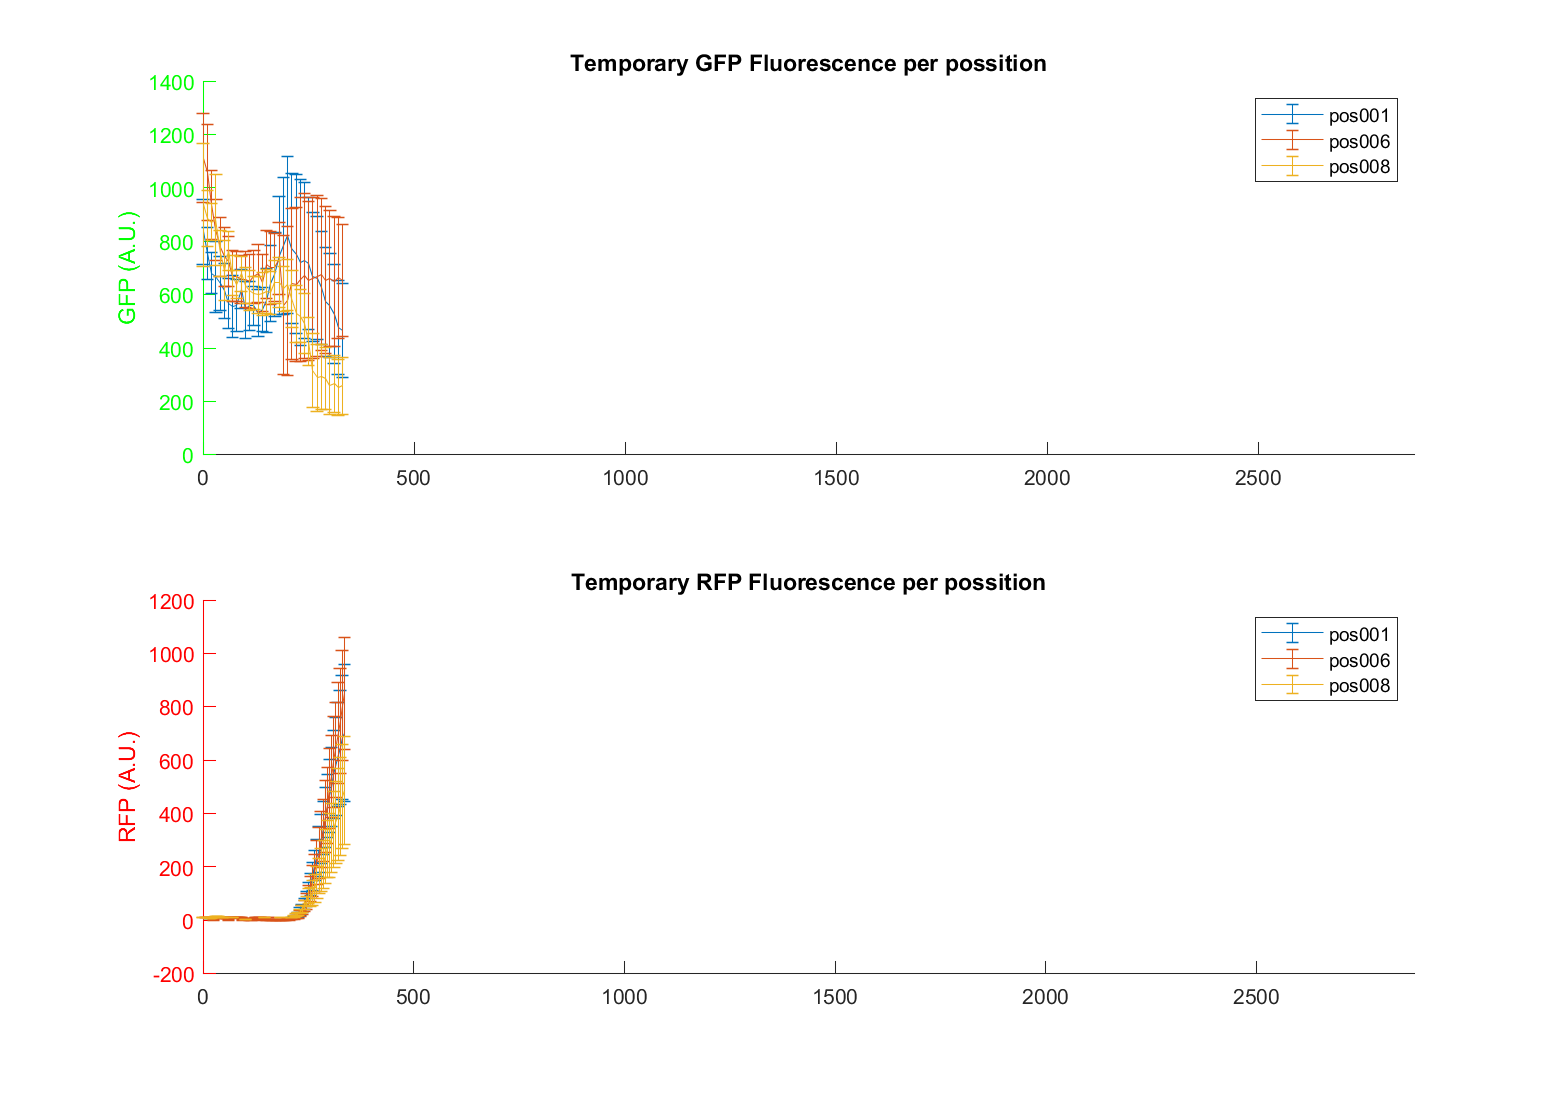 Temporary GFP Fluorescence per possition
1400
1200
1000
800
600
400
200
0
GFP (A.U.)
pos001
pos006
pos008
0 500 1000 1500 2000 2500
Temporary RFP Fluorescence per possition
1200
1000
800
600
400
200
0
-200
RFP (A.U.)
pos001
pos006
pos008
0 500 1000 1500 2000 2500